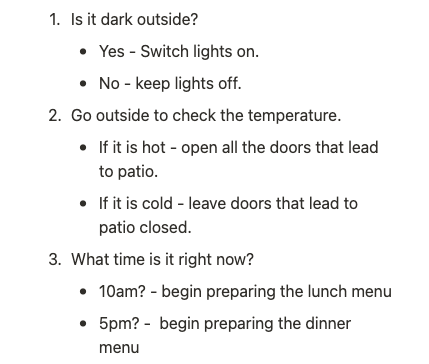 1. Is it dark outside?
• Yes - Switch lights on.
• No - keep lights off.
2. Go outside to check the temperature.
• If it is hot - open all the doors that lead
to patio.
• If it is cold - leave doors that lead to
patio closed.
3. What time is it right now?
• 10am? - begin preparing the lunch menu
• 5pm? -  begin preparing the dinner
menu